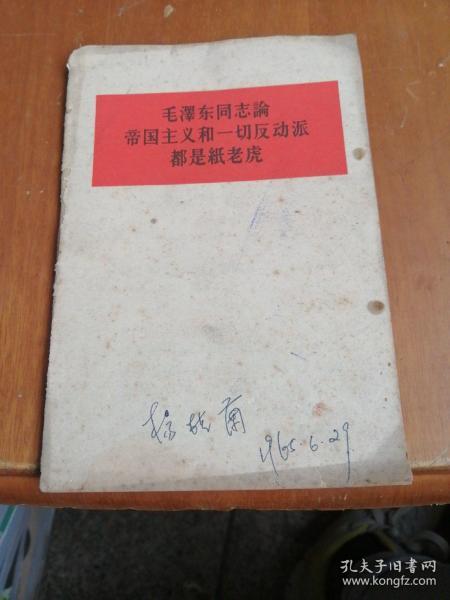 毛澤东同志論
帝国主义和一切反动派
都是紙老虎
1965.6.29
孔夫子旧书网
www.kongfz.com